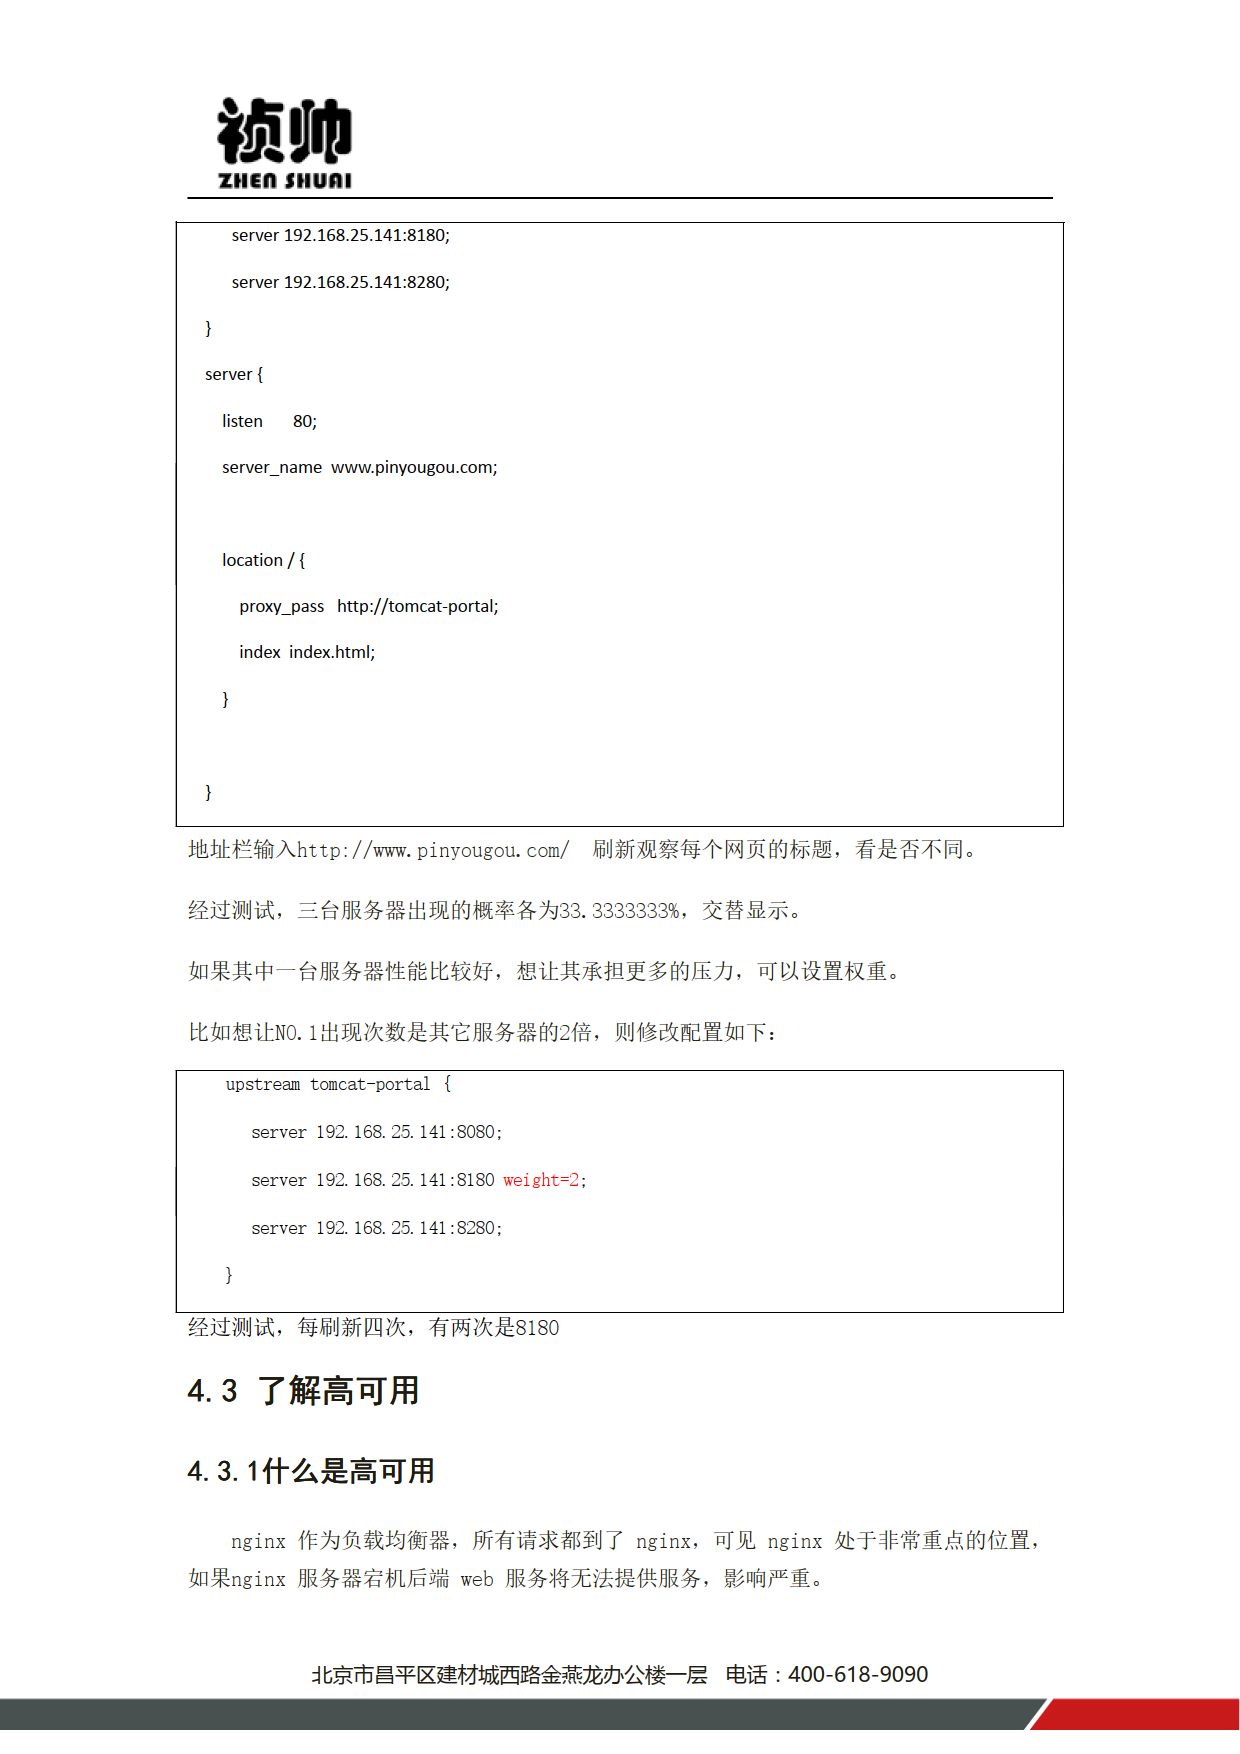 祯帅
ZHEN SHUAI
server 192.168.25.141:8180;
server 192.168.25.141:8280;
}
server {
listen 80;
server_name www.pinyougou.com;
location / {
proxy_pass http://tomcat-portal;
index index.html;
}
}
地址栏输入http://www.pinyougou.com/ 刷新观察每个网页的标题，看是否不同。
经过测试，三台服务器出现的概率各为33.3333333%，交替显示。
如果其中一台服务器性能比较好，想让其承担更多的压力，可以设置权重。
比如想让NO.1出现次数是其它服务器的2倍，则修改配置如下：
upstream tomcat-portal {
server 192.168.25.141:8080;
server 192.168.25.141:8180 weight=2;
server 192.168.25.141:8280;
}
经过测试，每刷新四次，有两次是8180
4.3 了解高可用
4.3.1什么是高可用
nginx 作为负载均衡器，所有请求都到了 nginx，可见 nginx 处于非常重点的位置，
如果nginx 服务器宕机后端 web 服务将无法提供服务，影响严重。
北京市昌平区建材城西路金燕龙办公楼一层 电话：400-618-9090